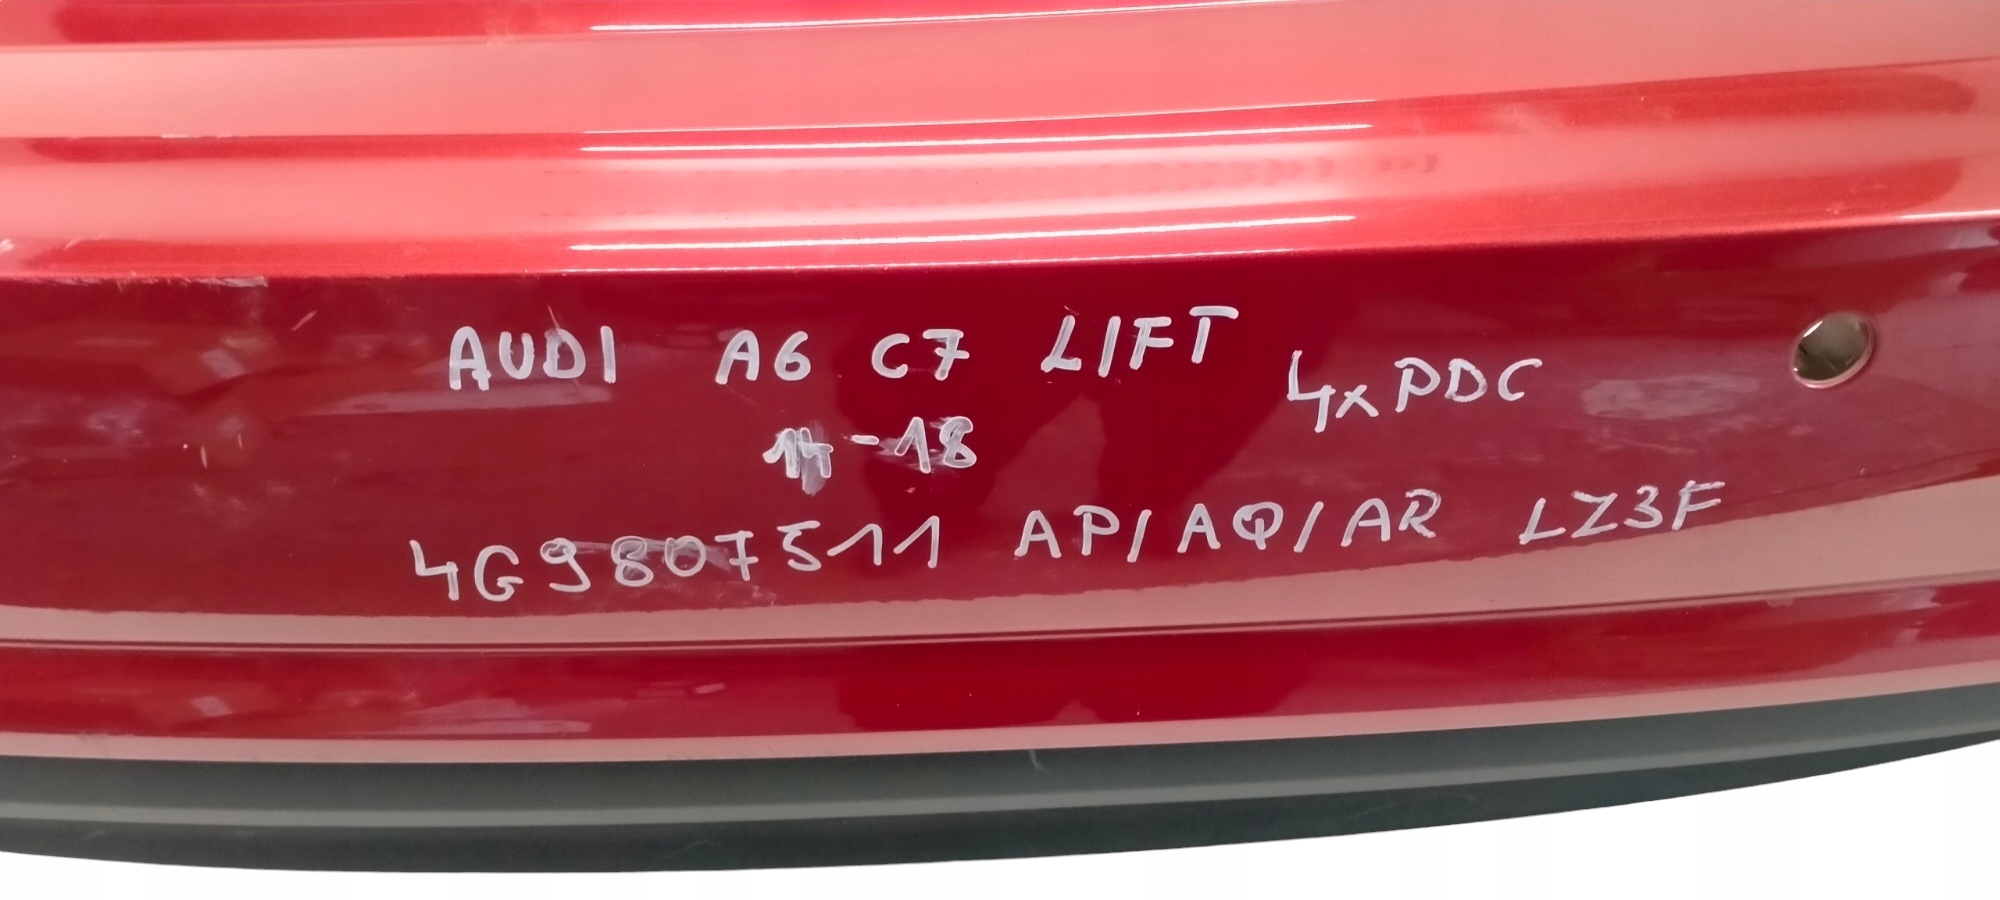 AUDI A6 C7 LIFT 4xPDC
14-18
4G9807511 AP/AQ/AR LZ3F